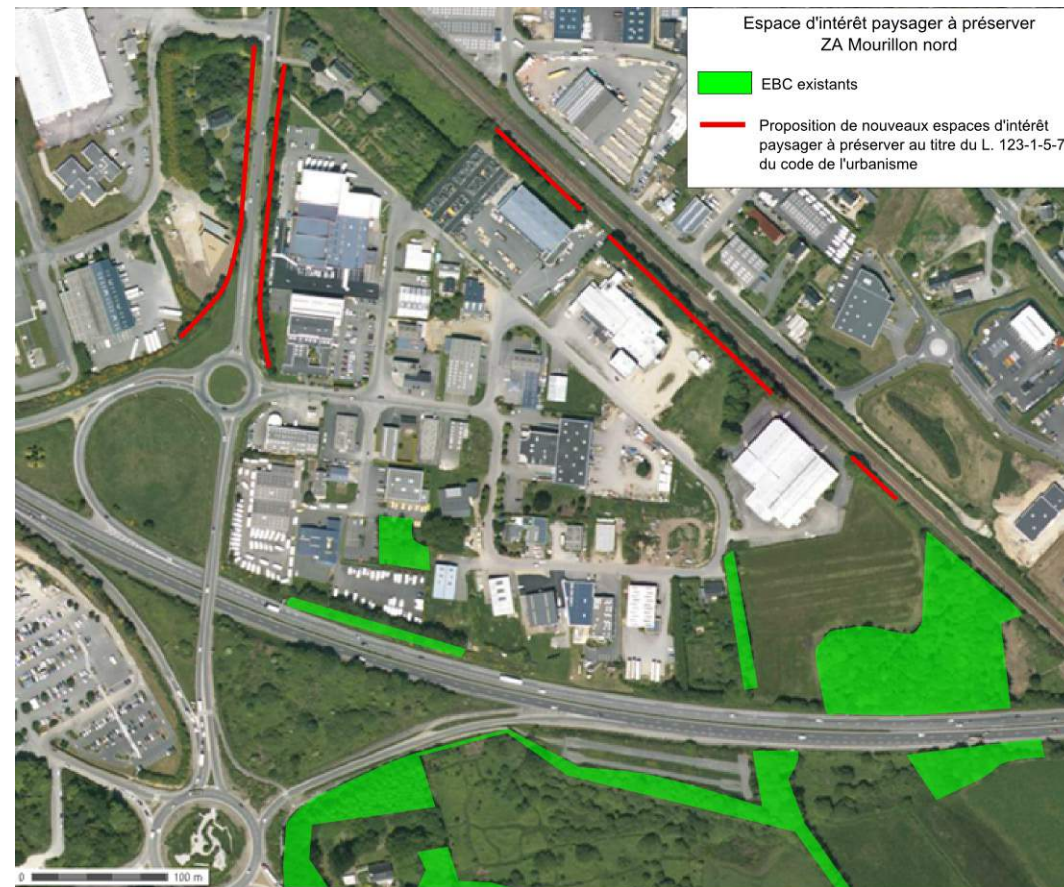 Espace d'intérêt paysager à préserver
ZA Mourillon nord
EBC existants
Proposition de nouveaux espaces d'intérêt
paysager à préserver au titre du L. 123-1-5-7
du code de l'urbanisme
0 100 m